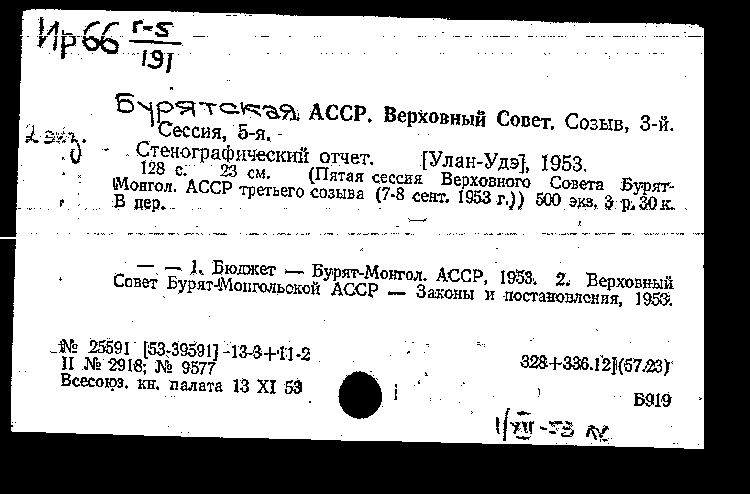 Ир 66 Г-5
191
Бурятская АССР. Верховный Совет. Созыв, 3-й.
Сессия, 5-я.
2 экз.
Стенографический отчет. [Улан-Удэ], 1953.
128 с. 23 см. (Пятая сессия Верховного Совета Бурят-
Монгол. АССР третьего созыва (7-8 сент. 1953 г.)) 500 экз. 3 р. 30 к.
В пер.
— — 1. Бюджет — Бурят-Монгол. АССР, 1953. 2. Верховный
Совет Бурят-Монгольской АССР — Законы и постановления, 1953.
№ 25591 [53-39591] -13-3+11-2
II № 2918; № 9577
328+336.12](57.23)
Всесоюз. кн. палата 13 XI 53
Б919
1/XII-53